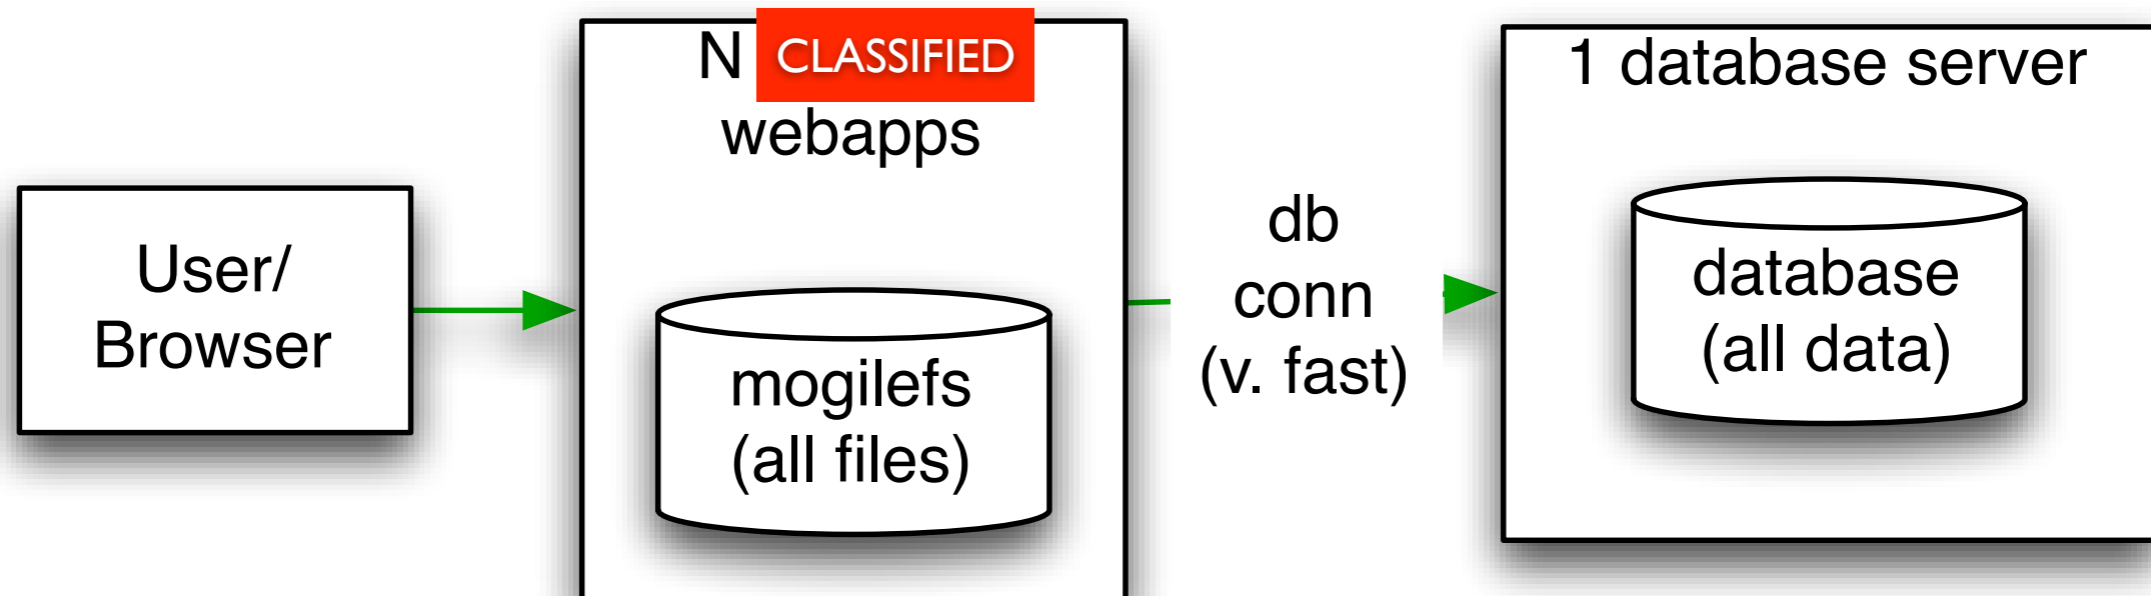 User/
Browser
N CLASSIFIED
webapps
mogilefs
(all files)
db
conn
(v. fast)
1 database server
database
(all data)